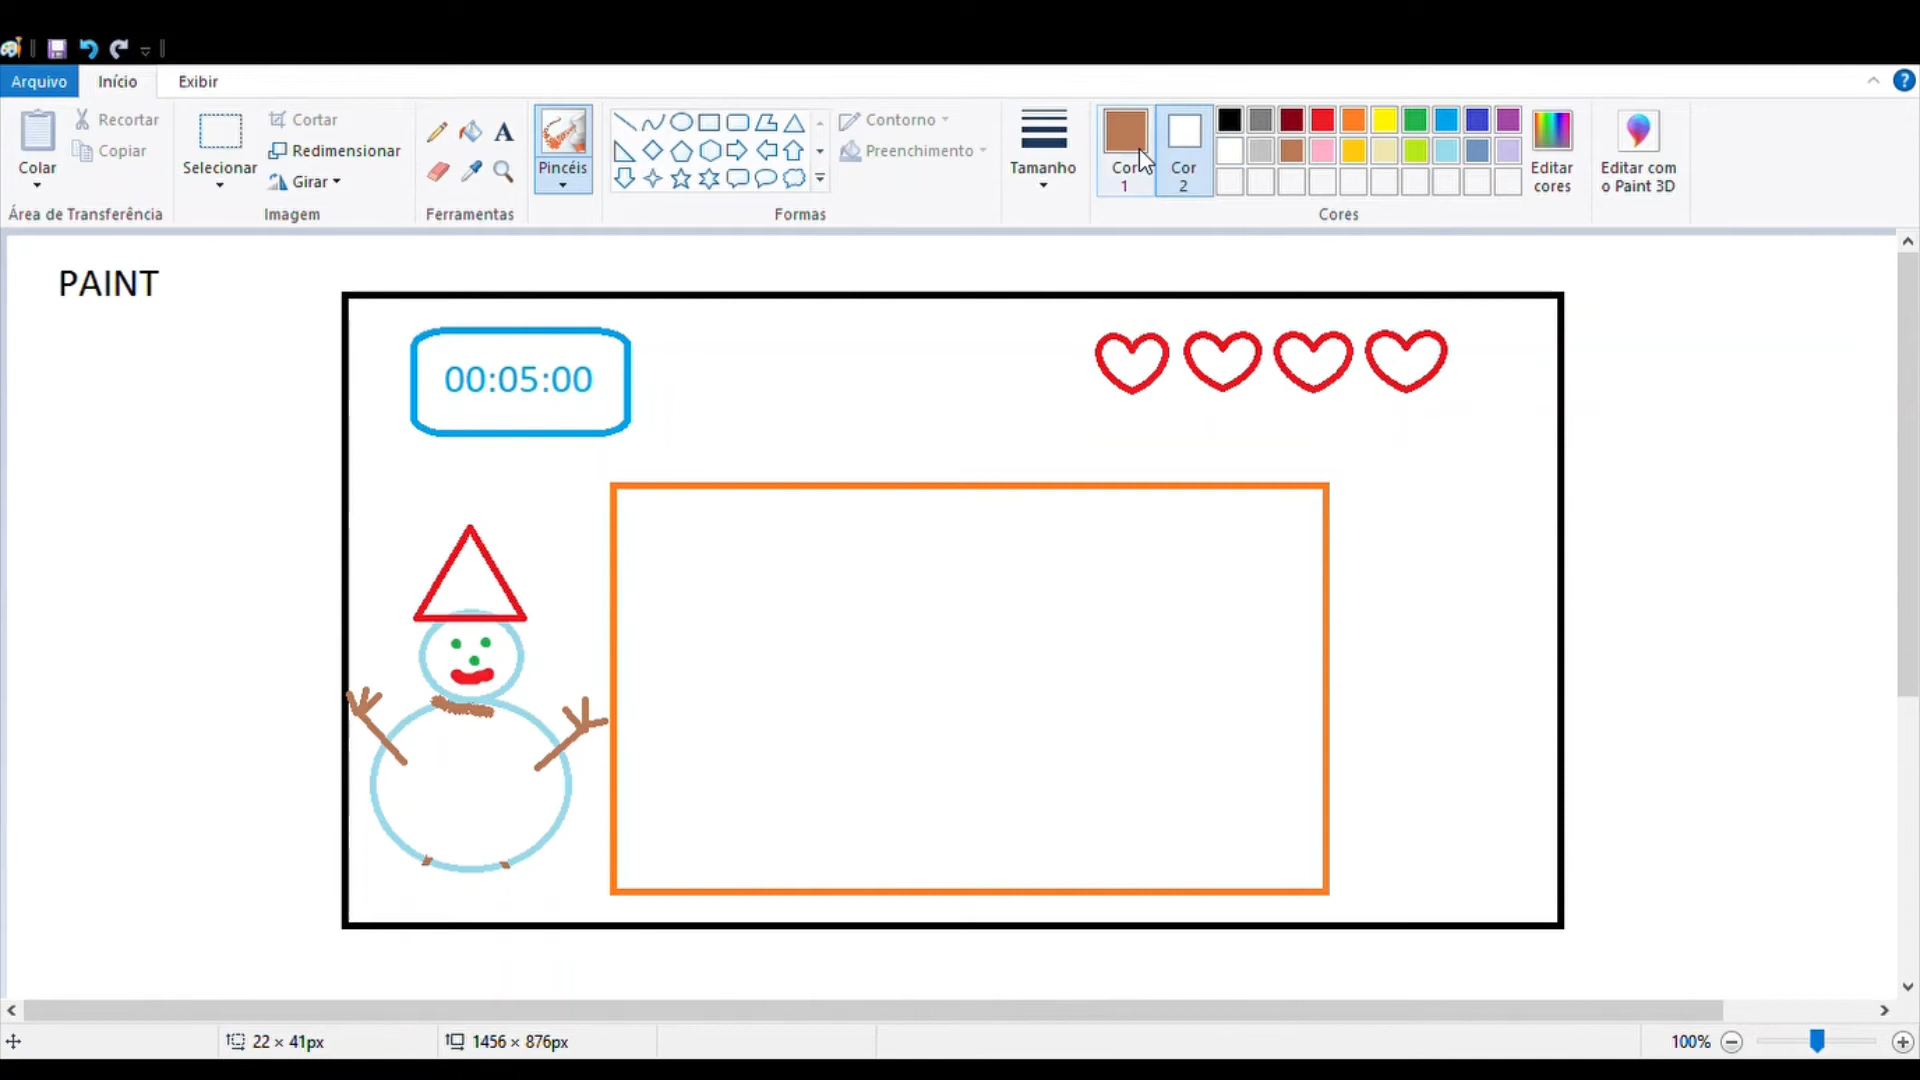 Arquivo Início Exibir
Colar
Recortar
Copiar
Área de Transferência
Selecionar
Cortar
Redimensionar
Girar
Imagem
A
Ferramentas
Pincéis
Formas
Contorno
Preenchimento
Tamanho
Cor
1
Cor
2
Cores
Editar
cores
Editar com
o Paint 3D
?
PAINT
00:05:00
22 × 41px
1456 × 876px
100%